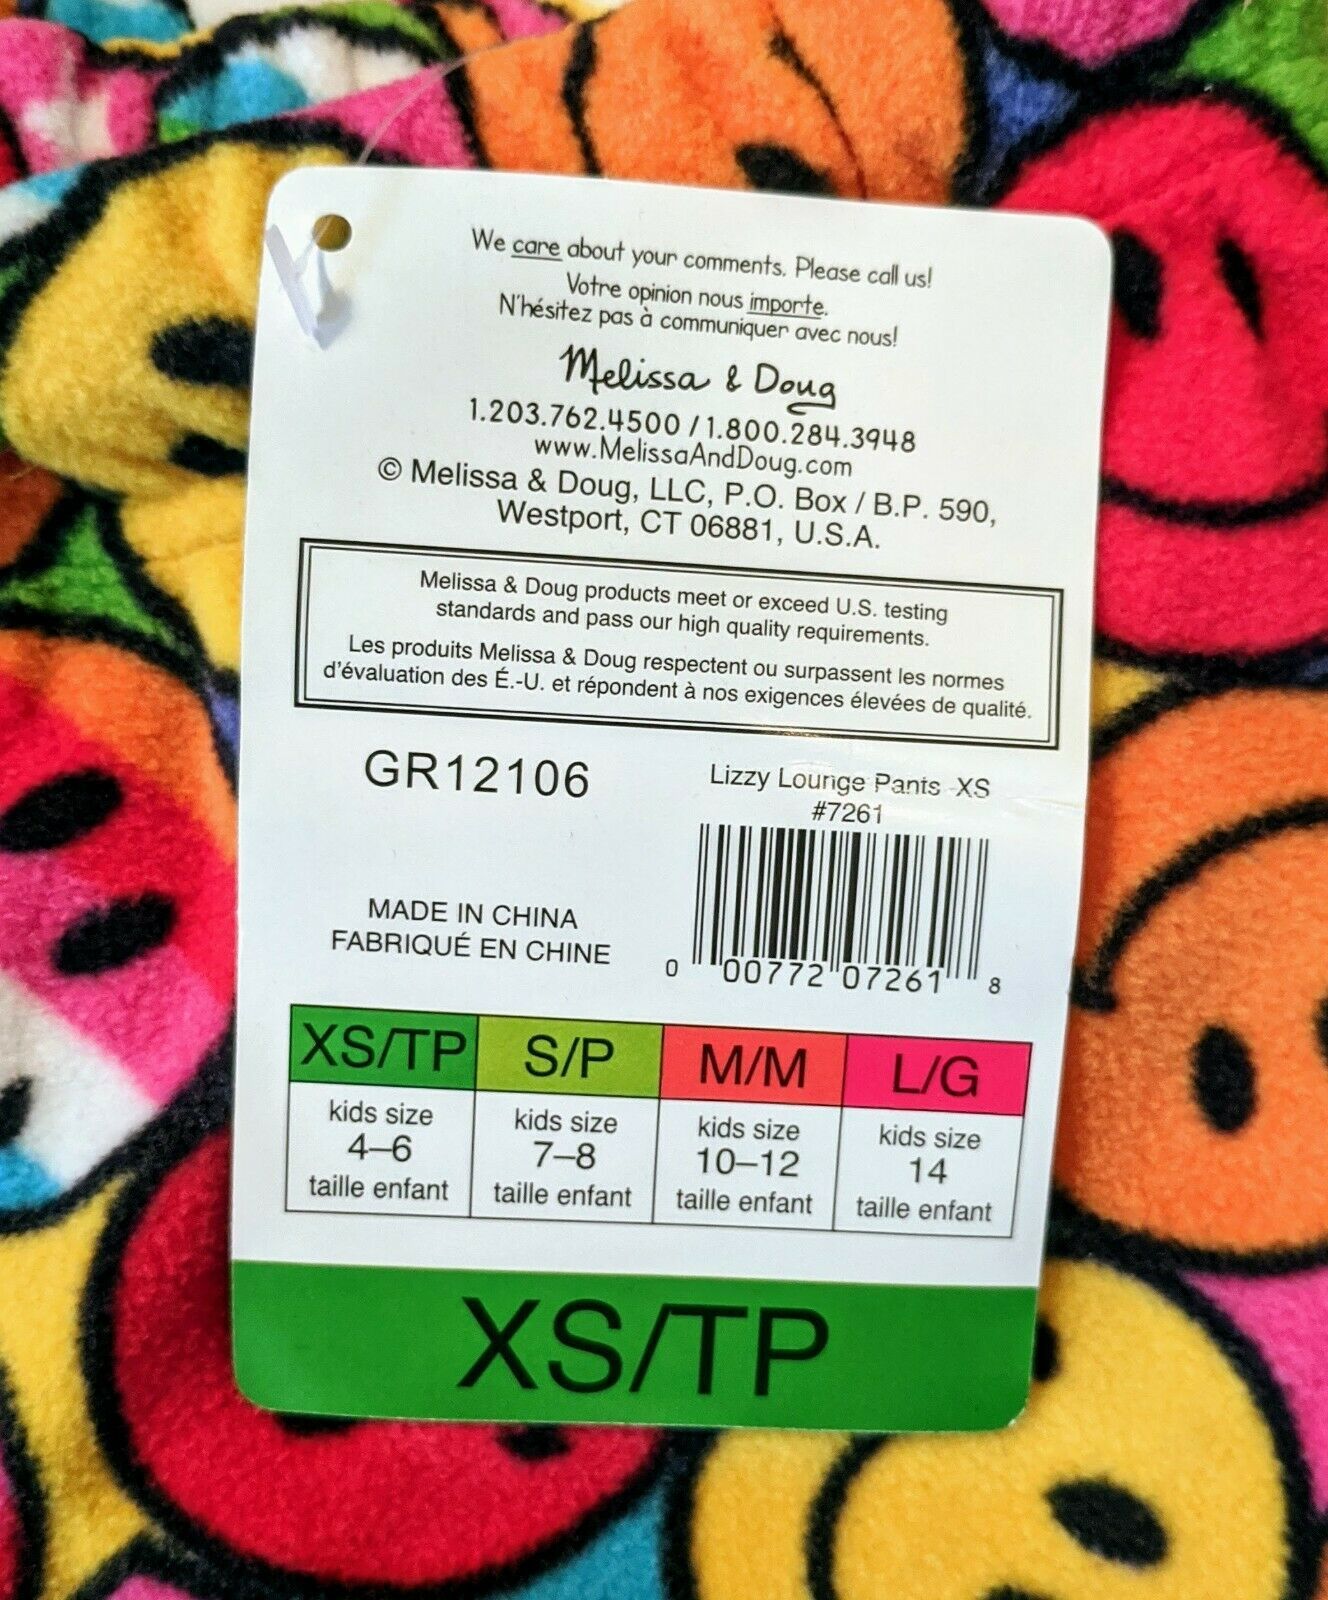 We care about your comments. Please call us!
Votre opinion nous importe.
N'hésitez pas à communiquer avec nous!
Melissa & Doug
1.203.762.4500 / 1.800.284.3948
www.MelissaAndDoug.com
© Melissa & Doug, LLC, P.O. Box / B.P. 590,
Westport, CT 06881, U.S.A.
Melissa & Doug products meet or exceed U.S. testing
standards and pass our high quality requirements.
Les produits Melissa & Doug respectent ou surpassent les normes
d'évaluation des É.-U. et répondent à nos exigences élevées de qualité.
GR12106
Lizzy Lounge Pants -XS
#7261
MADE IN CHINA
FABRIQUÉ EN CHINE
0 00772 07261 8
XS/TP S/P M/M L/G
kids size kids size kids size kids size
4–6 7–8 10–12 14
taille enfant taille enfant taille enfant taille enfant
XS/TP